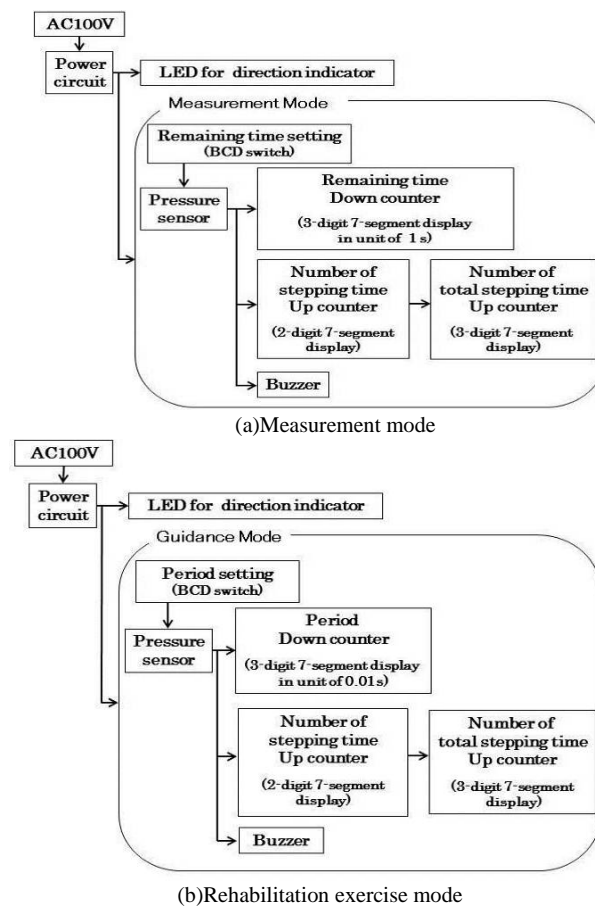 AC100V
Power
circuit
LED for direction indicator
Measurement Mode
Remaining time setting
(BCD switch)
Pressure
sensor
Remaining time
Down counter
(3-digit 7-segment display
in unit of 1 s)
Number of
stepping time
Up counter
(2-digit 7-segment
display)
Number of
total stepping time
Up counter
(3-digit 7-segment
display)
Buzzer
(a)Measurement mode
AC100V
Power
circuit
LED for direction indicator
Guidance Mode
Period setting
(BCD switch)
Pressure
sensor
Period
Down counter
(3-digit 7-segment display
in unit of 0.01s)
Number of
stepping time
Up counter
(2-digit 7-segment
display)
Number of
total stepping time
Up counter
(3-digit 7-segment
display)
Buzzer
(b)Rehabilitation exercise mode